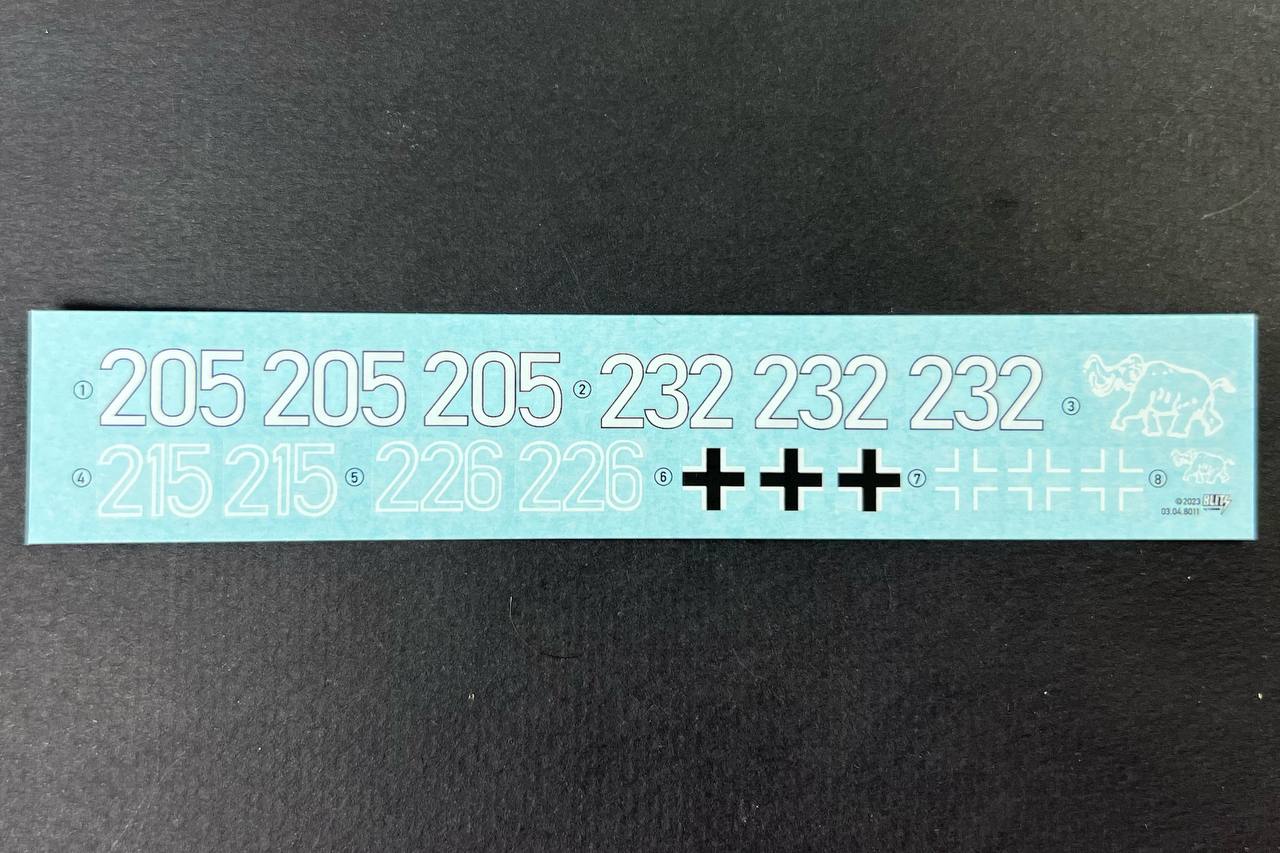 ① 205 205 205 ② 232 232 232 ③
④ 215 215 ⑤ 226 226 ⑥ ⑦ ⑧
©2023 BLITZ
03.04.8011